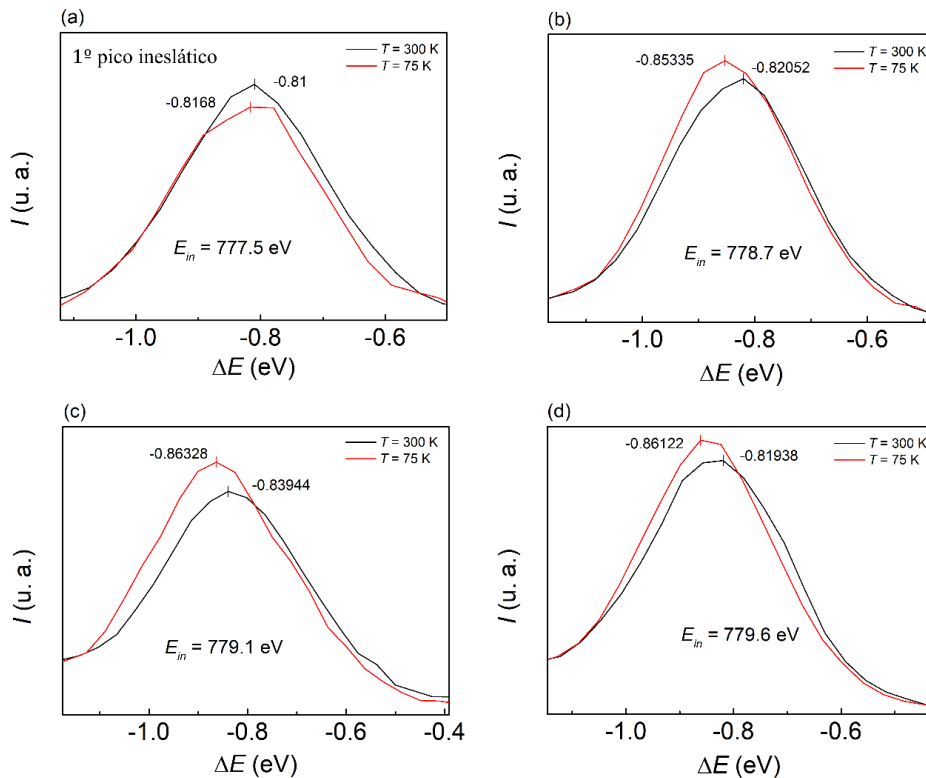 (a)
1º pico ineslático
T = 300 K
T = 75 K
-0.81
-0.8168
E_in = 777.5 eV
I (u. a.)
-1.0 -0.8 -0.6
ΔE (eV)
(b)
T = 300 K
T = 75 K
-0.85335
-0.82052
E_in = 778.7 eV
I (u. a.)
-1.0 -0.8 -0.6
ΔE (eV)
(c)
T = 300 K
T = 75 K
-0.86328
-0.83944
E_in = 779.1 eV
I (u. a.)
-1.0 -0.8 -0.6 -0.4
ΔE (eV)
(d)
T = 300 K
T = 75 K
-0.86122
-0.81938
E_in = 779.6 eV
I (u. a.)
-1.0 -0.8 -0.6
ΔE (eV)